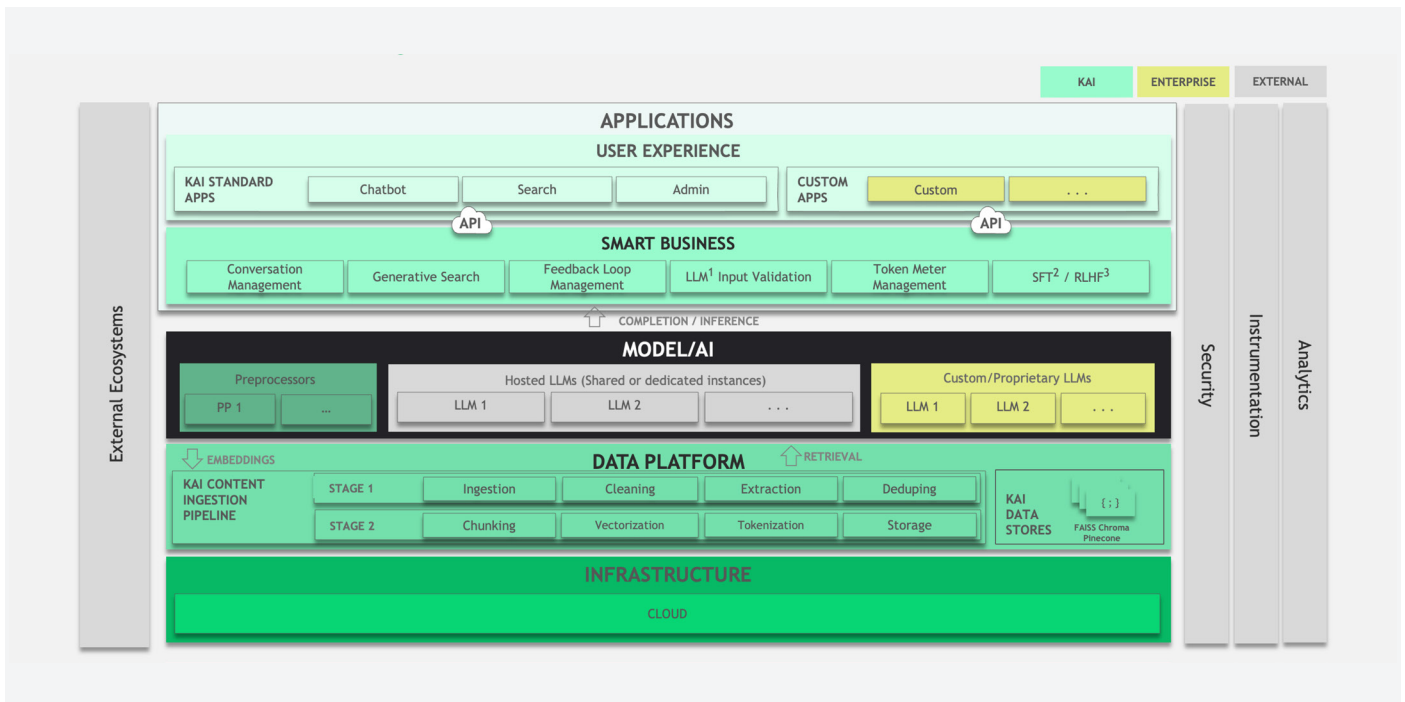 KAI
ENTERPRISE
EXTERNAL
External Ecosystems
APPLICATIONS
USER EXPERIENCE
KAI STANDARD
APPS
Chatbot
Search
Admin
CUSTOM
APPS
Custom
. . .
API
API
SMART BUSINESS
Conversation
Management
Generative Search
Feedback Loop
Management
LLM¹ Input Validation
Token Meter
Management
SFT² / RLHF³
COMPLETION / INFERENCE
MODEL/AI
Preprocessors
PP 1
...
Hosted LLMs (Shared or dedicated instances)
LLM 1
LLM 2
. . .
Custom/Proprietary LLMs
LLM 1
LLM 2
. . .
EMBEDDINGS
DATA PLATFORM
RETRIEVAL
KAI CONTENT
INGESTION
PIPELINE
STAGE 1
Ingestion
Cleaning
Extraction
Deduping
STAGE 2
Chunking
Vectorization
Tokenization
Storage
KAI
DATA
STORES
{ ; }
FAISS Chroma
Pinecone
INFRASTRUCTURE
CLOUD
Security
Instrumentation
Analytics